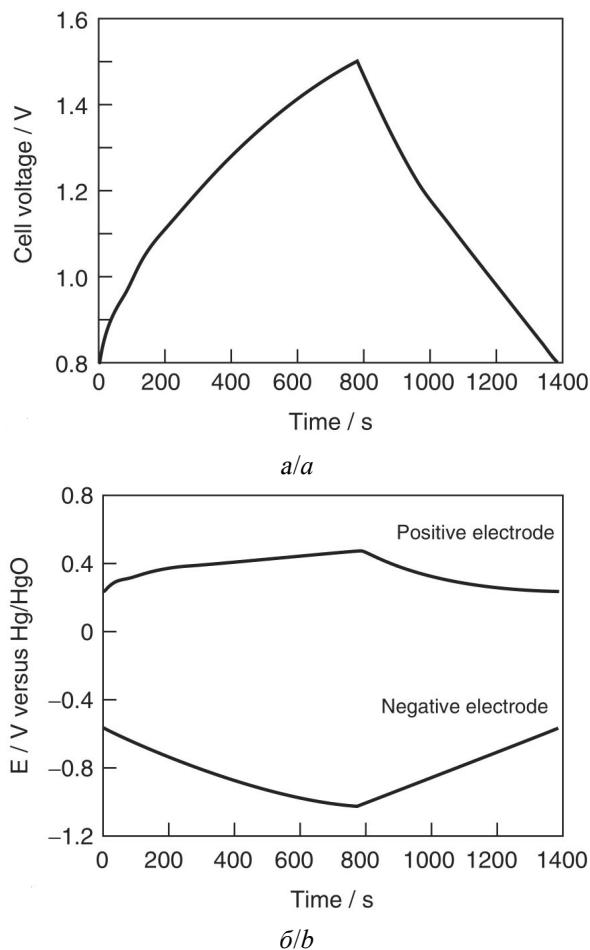 1.6
1.4
1.2
1.0
0.8
Cell voltage / V
0 200 400 600 800 1000 1200 1400
Time / s
а/a
0.8
0.4
0
−0.4
−0.8
−1.2
E / V versus Hg/HgO
Positive electrode
Negative electrode
0 200 400 600 800 1000 1200 1400
Time / s
б/b